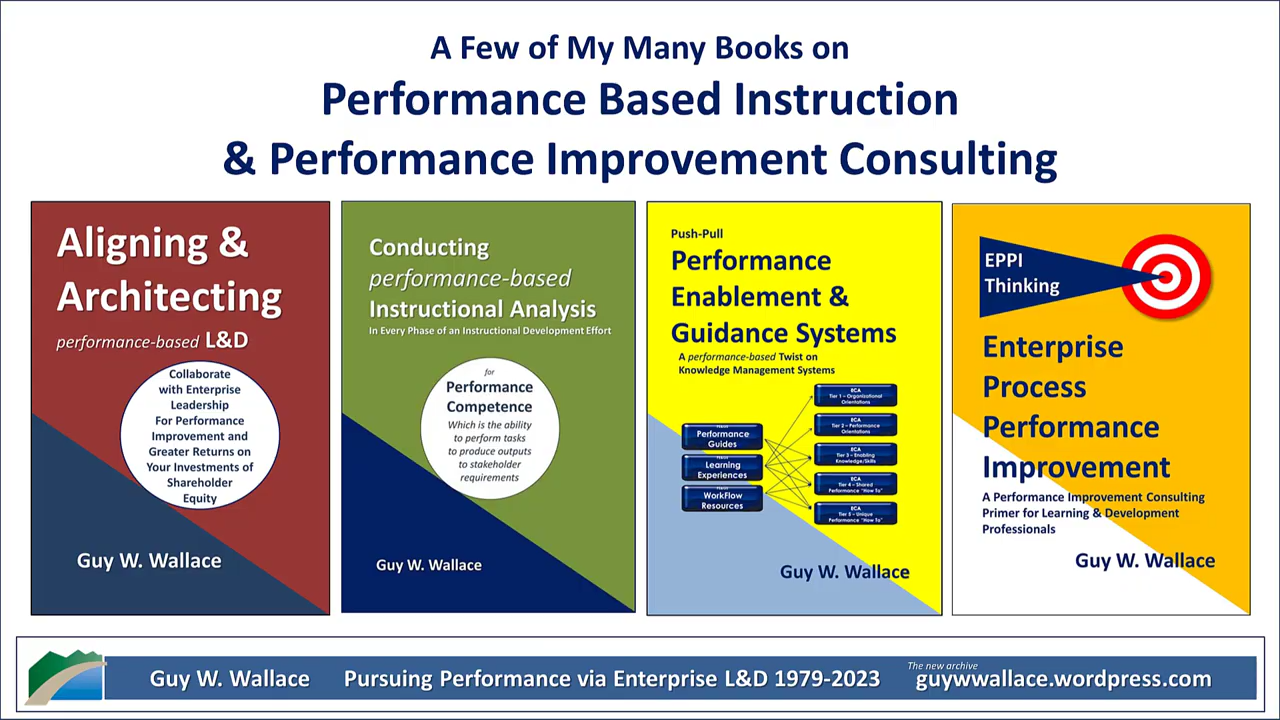 A Few of My Many Books on
Performance Based Instruction
& Performance Improvement Consulting
Aligning &
Architecting
performance-based L&D
Collaborate
with Enterprise
Leadership
For Performance
Improvement and
Greater Returns on
Your Investments of
Shareholder
Equity
Guy W. Wallace
Conducting
performance-based
Instructional Analysis
In Every Phase of an Instructional Development Effort
for
Performance
Competence
Which is the ability
to perform tasks
to produce outputs
to stakeholder
requirements
Guy W. Wallace
Push-Pull
Performance
Enablement &
Guidance Systems
A performance-based Twist on
Knowledge Management Systems
Performance
Guides
Learning
Experiences
WorkFlow
Resources
ECA
Tier 1 – Organizational
Orientations
ECA
Tier 2 – Performance
Orientations
ECA
Tier 3 – Enabling
Knowledge/Skills
ECA
Tier 4 – Shared
Performance "How To"
ECA
Tier 5 – Unique
Performance "How To"
Guy W. Wallace
EPPI
Thinking
Enterprise
Process
Performance
Improvement
A Performance Improvement Consulting
Primer for Learning & Development
Professionals
Guy W. Wallace
Guy W. Wallace Pursuing Performance via Enterprise L&D 1979-2023
The new archive
guywwallace.wordpress.com